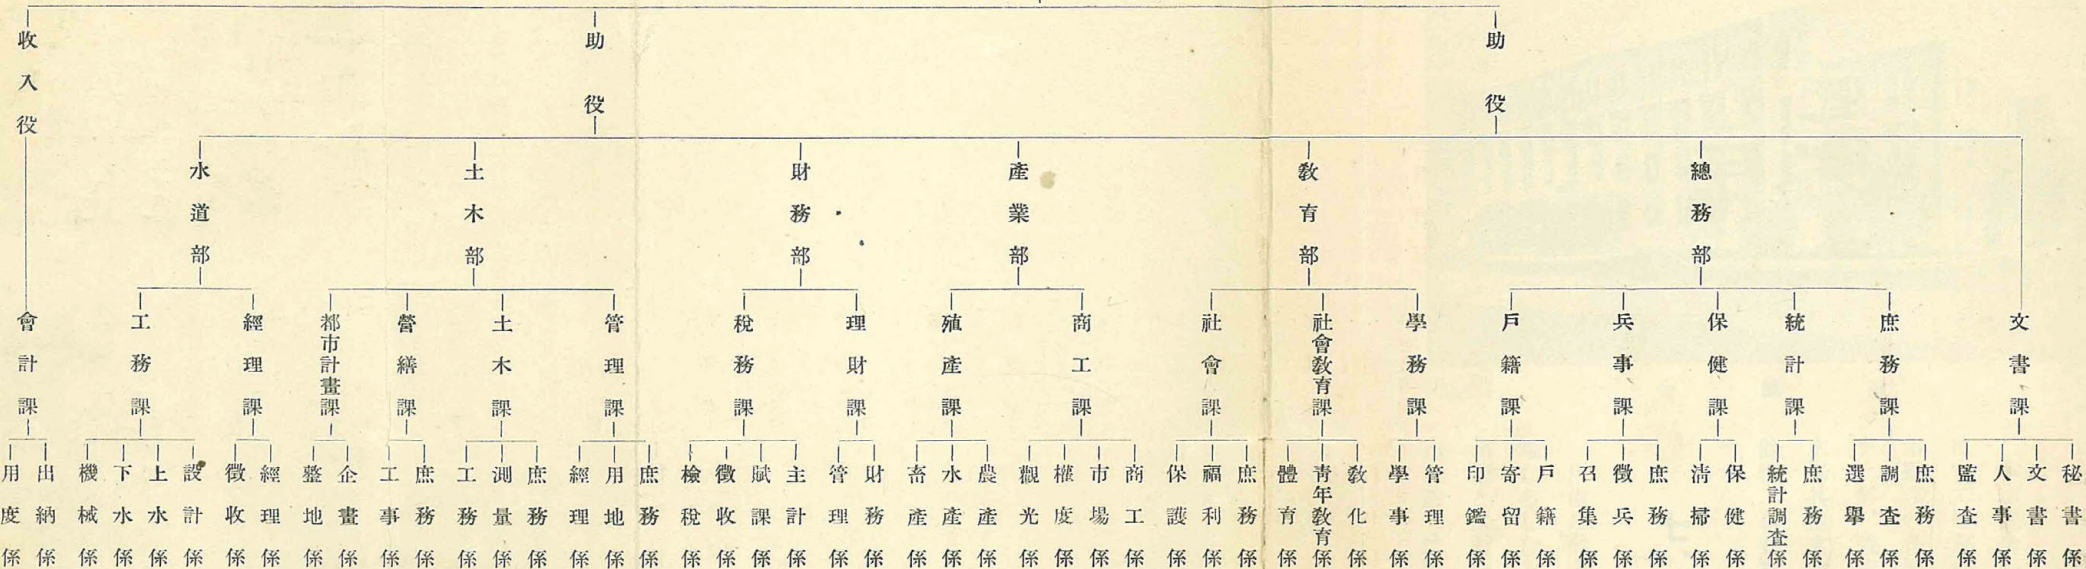 助役
助役
收入役
總務部
敎育部
產業部
財務部
土木部
水道部
文書課
庶務課
統計課
保健課
兵事課
戶籍課
學務課
社會敎育課
社會課
商工課
殖產課
理財課
稅務課
管理課
土木課
營繕課
都市計畫課
經理課
工務課
會計課
秘書係
文書係
人事係
監査係
庶務係
調査係
選擧係
庶務係
統計調査係
保健係
淸掃係
庶務係
徵兵係
召集係
戶籍係
寄留係
印鑑係
管理係
學事係
敎化係
靑年敎育係
體育係
庶務係
福利係
保護係
商工係
市場係
權度係
觀光係
農產係
水產係
畜產係
財務係
管理係
主計係
賦課係
徵收係
檢稅係
庶務係
用地係
經理係
庶務係
測量係
工務係
庶務係
工事係
企畫係
整地係
經理係
徵收係
設計係
上水係
下水係
機械係
出納係
用度係